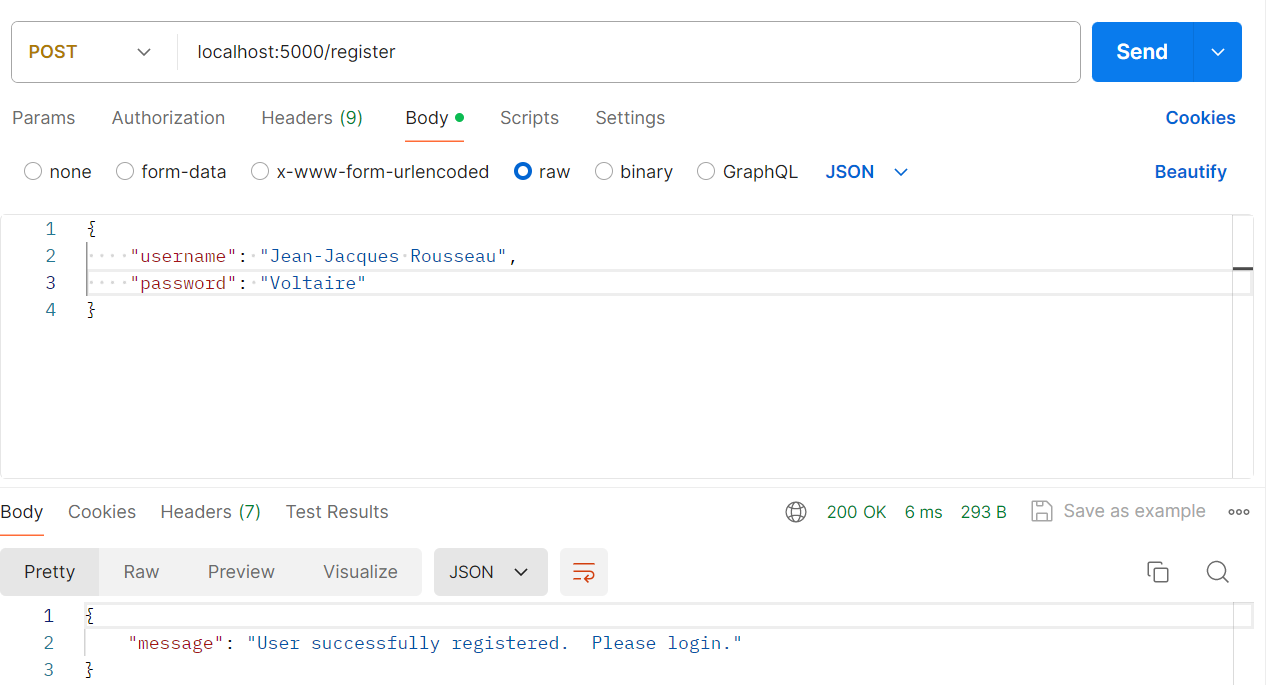 POST localhost:5000/register Send
Params Authorization Headers (9) Body Scripts Settings Cookies
none form-data x-www-form-urlencoded raw binary GraphQL JSON Beautify
1 {
2 "username": "Jean-Jacques Rousseau",
3 "password": "Voltaire"
4 }
Body Cookies Headers (7) Test Results 200 OK 6 ms 293 B Save as example
Pretty Raw Preview Visualize JSON
1 {
2 "message": "User successfully registered.  Please login."
3 }